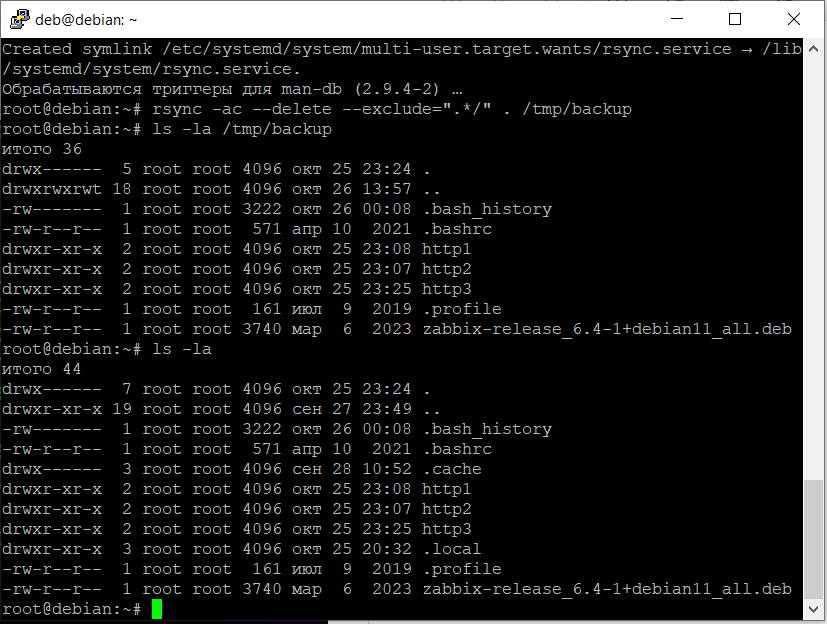 deb@debian: ~
Created symlink /etc/systemd/system/multi-user.target.wants/rsync.service → /lib
/systemd/system/rsync.service.
Обрабатываются триггеры для man-db (2.9.4-2) …
root@debian:~# rsync -ac --delete --exclude=".*/" . /tmp/backup
root@debian:~# ls -la /tmp/backup
итого 36
drwx------  5 root root 4096 окт 25 23:24 .
drwxrwxrwt 18 root root 4096 окт 26 13:57 ..
-rw-------  1 root root 3222 окт 26 00:08 .bash_history
-rw-r--r--  1 root root  571 апр 10  2021 .bashrc
drwxr-xr-x  2 root root 4096 окт 25 23:08 http1
drwxr-xr-x  2 root root 4096 окт 25 23:07 http2
drwxr-xr-x  2 root root 4096 окт 25 23:25 http3
-rw-r--r--  1 root root  161 июл  9  2019 .profile
-rw-r--r--  1 root root 3740 мар  6  2023 zabbix-release_6.4-1+debian11_all.deb
root@debian:~# ls -la
итого 44
drwx------  7 root root 4096 окт 25 23:24 .
drwxr-xr-x 19 root root 4096 сен 27 23:49 ..
-rw-------  1 root root 3222 окт 26 00:08 .bash_history
-rw-r--r--  1 root root  571 апр 10  2021 .bashrc
drwx------  3 root root 4096 сен 28 10:52 .cache
drwxr-xr-x  2 root root 4096 окт 25 23:08 http1
drwxr-xr-x  2 root root 4096 окт 25 23:07 http2
drwxr-xr-x  2 root root 4096 окт 25 23:25 http3
drwxr-xr-x  3 root root 4096 окт 25 20:32 .local
-rw-r--r--  1 root root  161 июл  9  2019 .profile
-rw-r--r--  1 root root 3740 мар  6  2023 zabbix-release_6.4-1+debian11_all.deb
root@debian:~#